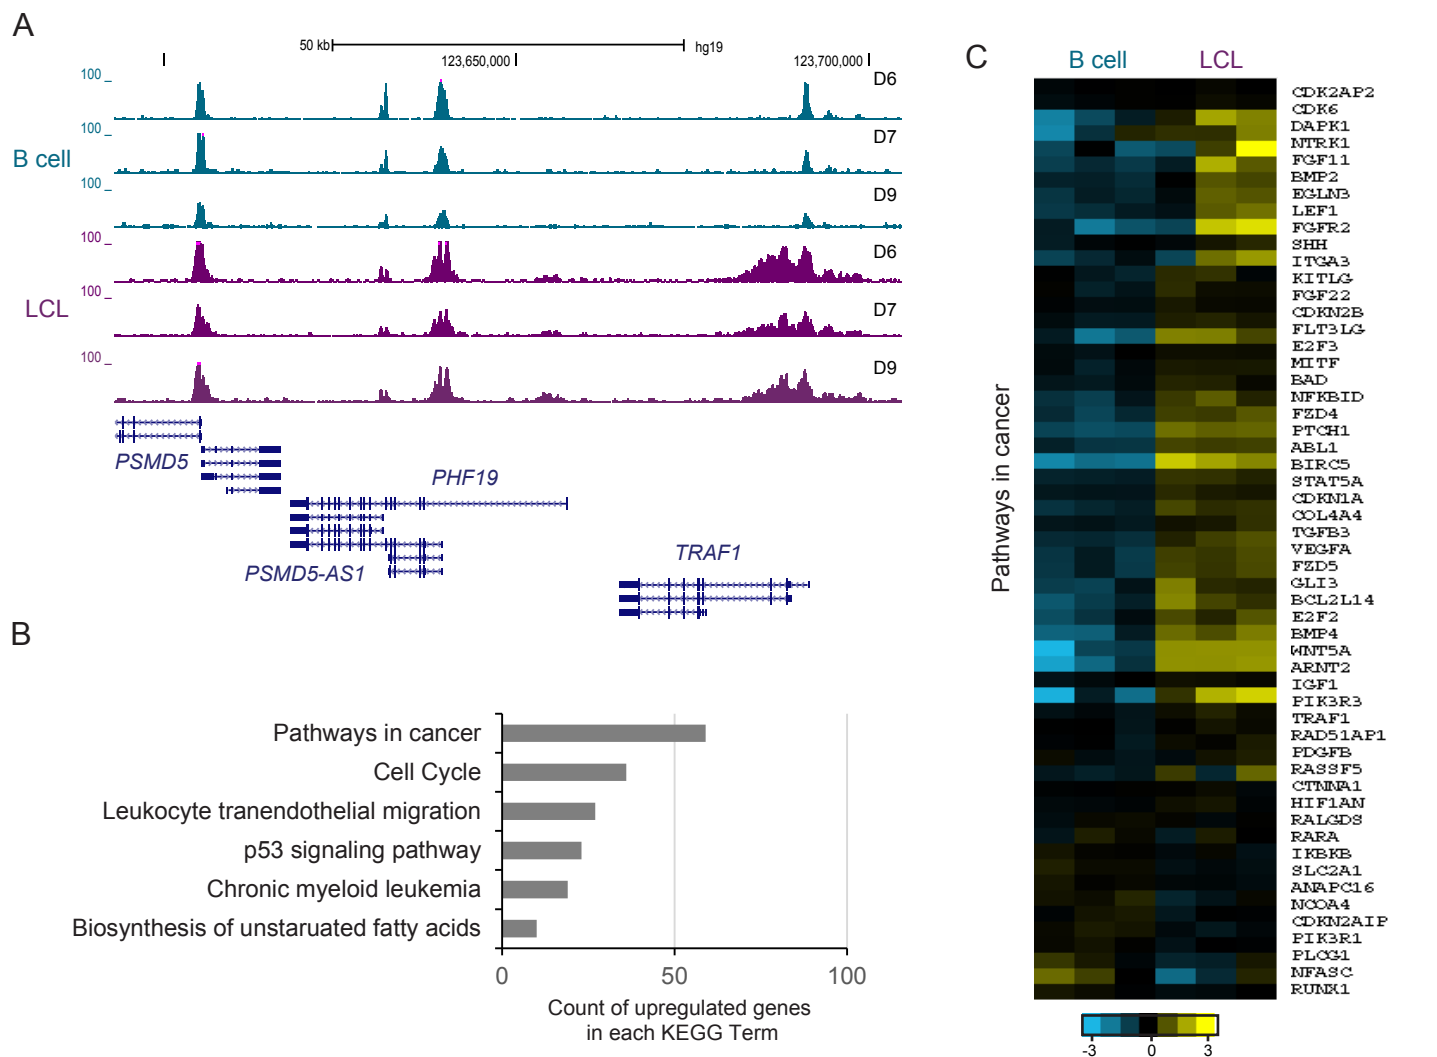 A
50 kb
hg19
123,650,000
123,700,000
100
D6
100
D7
B cell
100
D9
100
D6
100
D7
LCL
100
D9
PSMD5
PHF19
PSMD5-AS1
TRAF1
B
Pathways in cancer
Cell Cycle
Leukocyte tranendothelial migration
p53 signaling pathway
Chronic myeloid leukemia
Biosynthesis of unstaruated fatty acids
0
50
100
Count of upregulated genes
in each KEGG Term
C
B cell
LCL
Pathways in cancer
CDK2AP2
CDK6
DAPK1
NTRK1
FGF11
BMP2
EGLN3
LEF1
FGFR2
SHH
ITGA3
KITLG
FGF22
CDKN2B
FLT3LG
E2F3
MITF
BAD
NFKBID
FZD4
PTCH1
ABL1
BIRC5
STAT5A
CDKN1A
COL4A4
TGFB3
VEGFA
FZD5
GLI3
BCL2L14
E2F2
BMP4
WNT5A
ARNT2
IGF1
PIK3R3
TRAF1
RAD51AP1
PDGFB
RASSF5
CTNNA1
HIF1AN
RALGDS
RARA
IKBKB
SLC2A1
ANAPC16
NCOA4
CDKN2AIP
PIK3R1
PLCG1
NFASC
RUNX1
-3
0
3